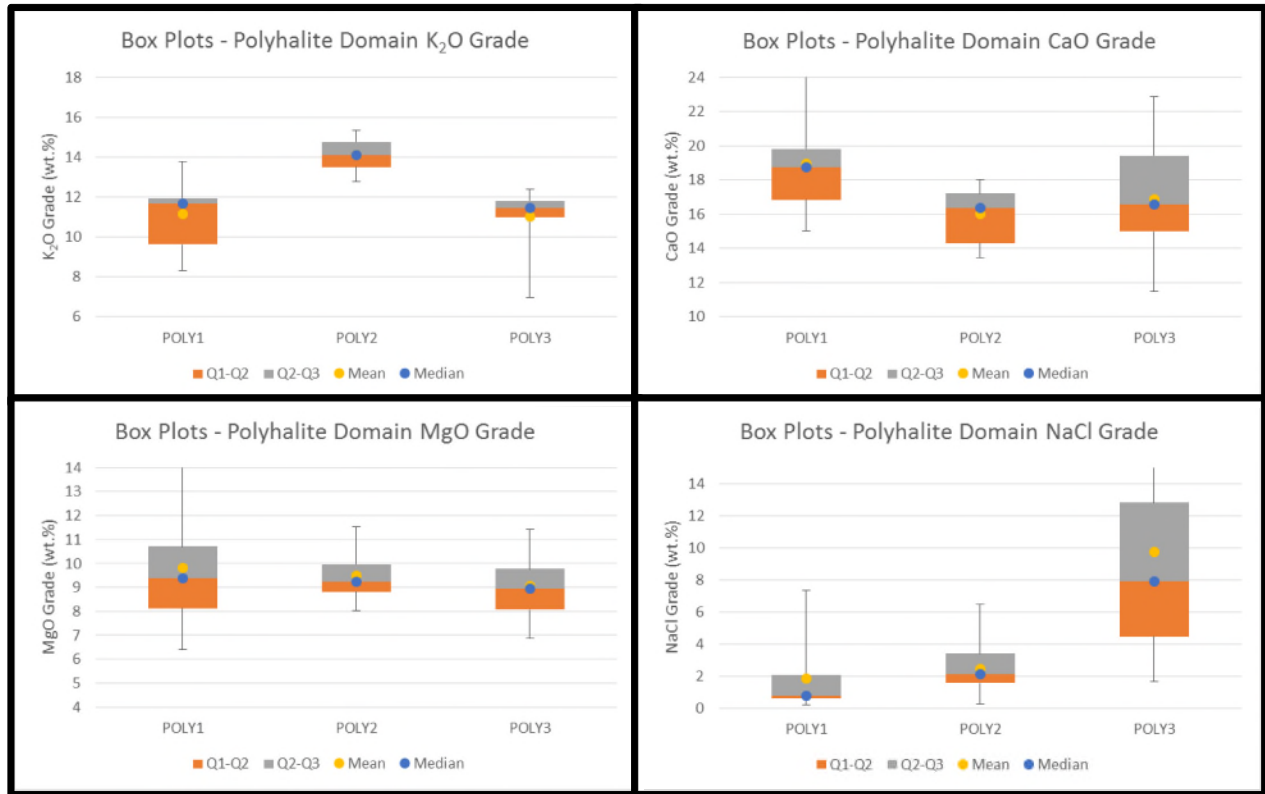 Box Plots - Polyhalite Domain K₂O Grade
K₂O Grade (wt.%)
18
16
14
12
10
8
6
POLY1 POLY2 POLY3
Q1-Q2 Q2-Q3 Mean Median
Box Plots - Polyhalite Domain CaO Grade
CaO Grade (wt.%)
24
22
20
18
16
14
12
10
POLY1 POLY2 POLY3
Q1-Q2 Q2-Q3 Mean Median
Box Plots - Polyhalite Domain MgO Grade
MgO Grade (wt.%)
14
13
12
11
10
9
8
7
6
5
4
POLY1 POLY2 POLY3
Q1-Q2 Q2-Q3 Mean Median
Box Plots - Polyhalite Domain NaCl Grade
NaCl Grade (wt.%)
14
12
10
8
6
4
2
0
POLY1 POLY2 POLY3
Q1-Q2 Q2-Q3 Mean Median